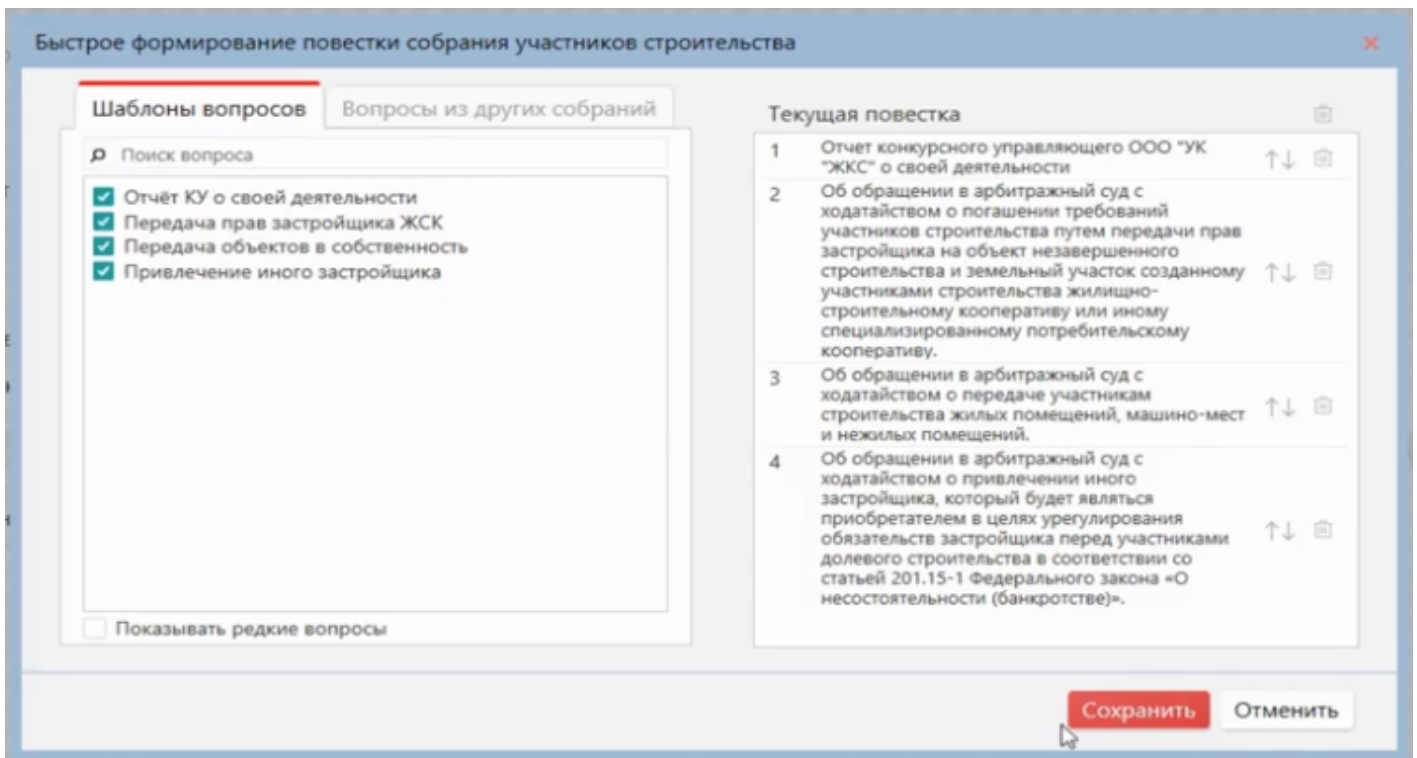 Быстрое формирование повестки собрания участников строительства
Шаблоны вопросов
Вопросы из других собраний
Поиск вопроса
Отчёт КУ о своей деятельности
Передача прав застройщика ЖСК
Передача объектов в собственность
Привлечение иного застройщика
Показывать редкие вопросы
Текущая повестка
1 Отчет конкурсного управляющего ООО "УК
"ЖКС" о своей деятельности
2 Об обращении в арбитражный суд с
ходатайством о погашении требований
участников строительства путем передачи прав
застройщика на объект незавершенного
строительства и земельный участок созданному
участниками строительства жилищно-
строительному кооперативу или иному
специализированному потребительскому
кооперативу.
3 Об обращении в арбитражный суд с
ходатайством о передаче участникам
строительства жилых помещений, машино-мест
и нежилых помещений.
4 Об обращении в арбитражный суд с
ходатайством о привлечении иного
застройщика, который будет являться
приобретателем в целях урегулирования
обязательств застройщика перед участниками
долевого строительства в соответствии со
статьей 201.15-1 Федерального закона «О
несостоятельности (банкротстве)».
Сохранить
Отменить